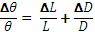 Δθ/θ = ΔL/L + ΔD/D